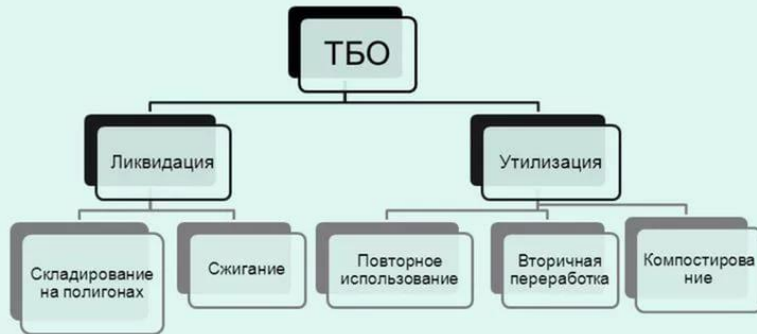 ТБО
Ликвидация
Утилизация
Складирование
на полигонах
Сжигание
Повторное
использование
Вторичная
переработка
Компостирова
ние